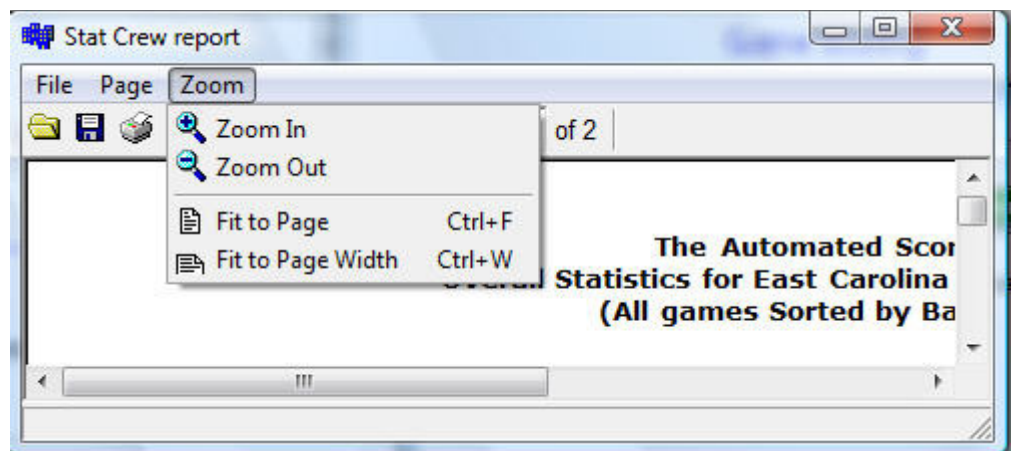 Stat Crew report
File Page Zoom
of 2
Zoom In
Zoom Out
Fit to Page Ctrl+F
Fit to Page Width Ctrl+W
The Automated Scor
Overall Statistics for East Carolina
(All games Sorted by Ba